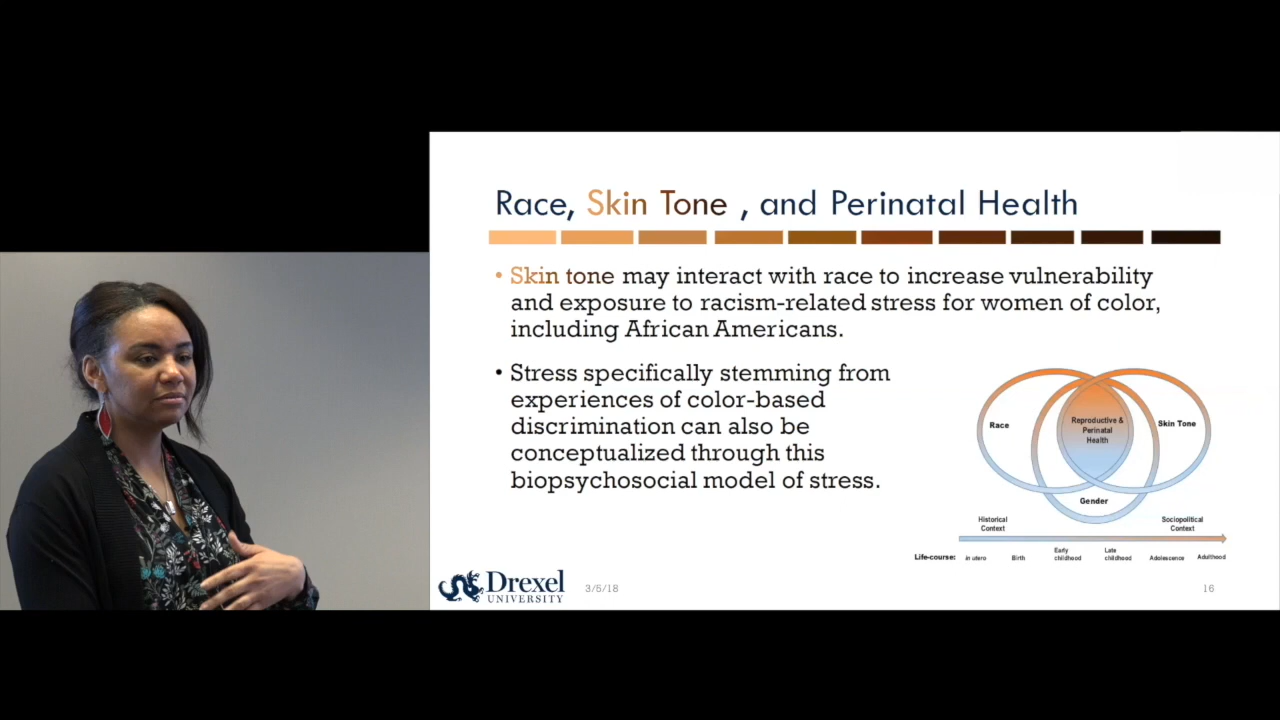 Race, Skin Tone , and Perinatal Health
• Skin tone may interact with race to increase vulnerability
and exposure to racism-related stress for women of color,
including African Americans.
• Stress specifically stemming from
experiences of color-based
discrimination can also be
conceptualized through this
biopsychosocial model of stress.
Race
Reproductive &
Perinatal
Health
Skin Tone
Gender
Historical
Context
Sociopolitical
Context
Life-course:
in utero
Birth
Early
childhood
Late
childhood
Adolescence
Adulthood
Drexel
UNIVERSITY
3/5/18
16